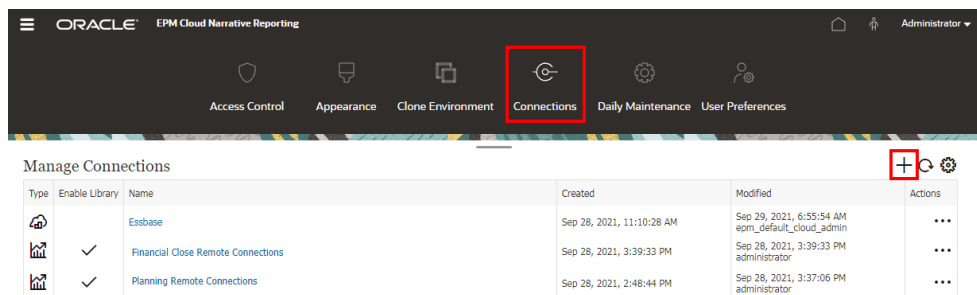 ORACLE EPM Cloud Narrative Reporting Administrator
Access Control Appearance Clone Environment Connections Daily Maintenance User Preferences
Manage Connections
Type Enable Library Name Created Modified Actions
Essbase Sep 28, 2021, 11:10:28 AM Sep 29, 2021, 6:55:54 AM
epm_default_cloud_admin
Financial Close Remote Connections Sep 28, 2021, 3:39:33 PM Sep 28, 2021, 3:39:33 PM
administrator
Planning Remote Connections Sep 28, 2021, 2:48:44 PM Sep 28, 2021, 3:37:06 PM
administrator